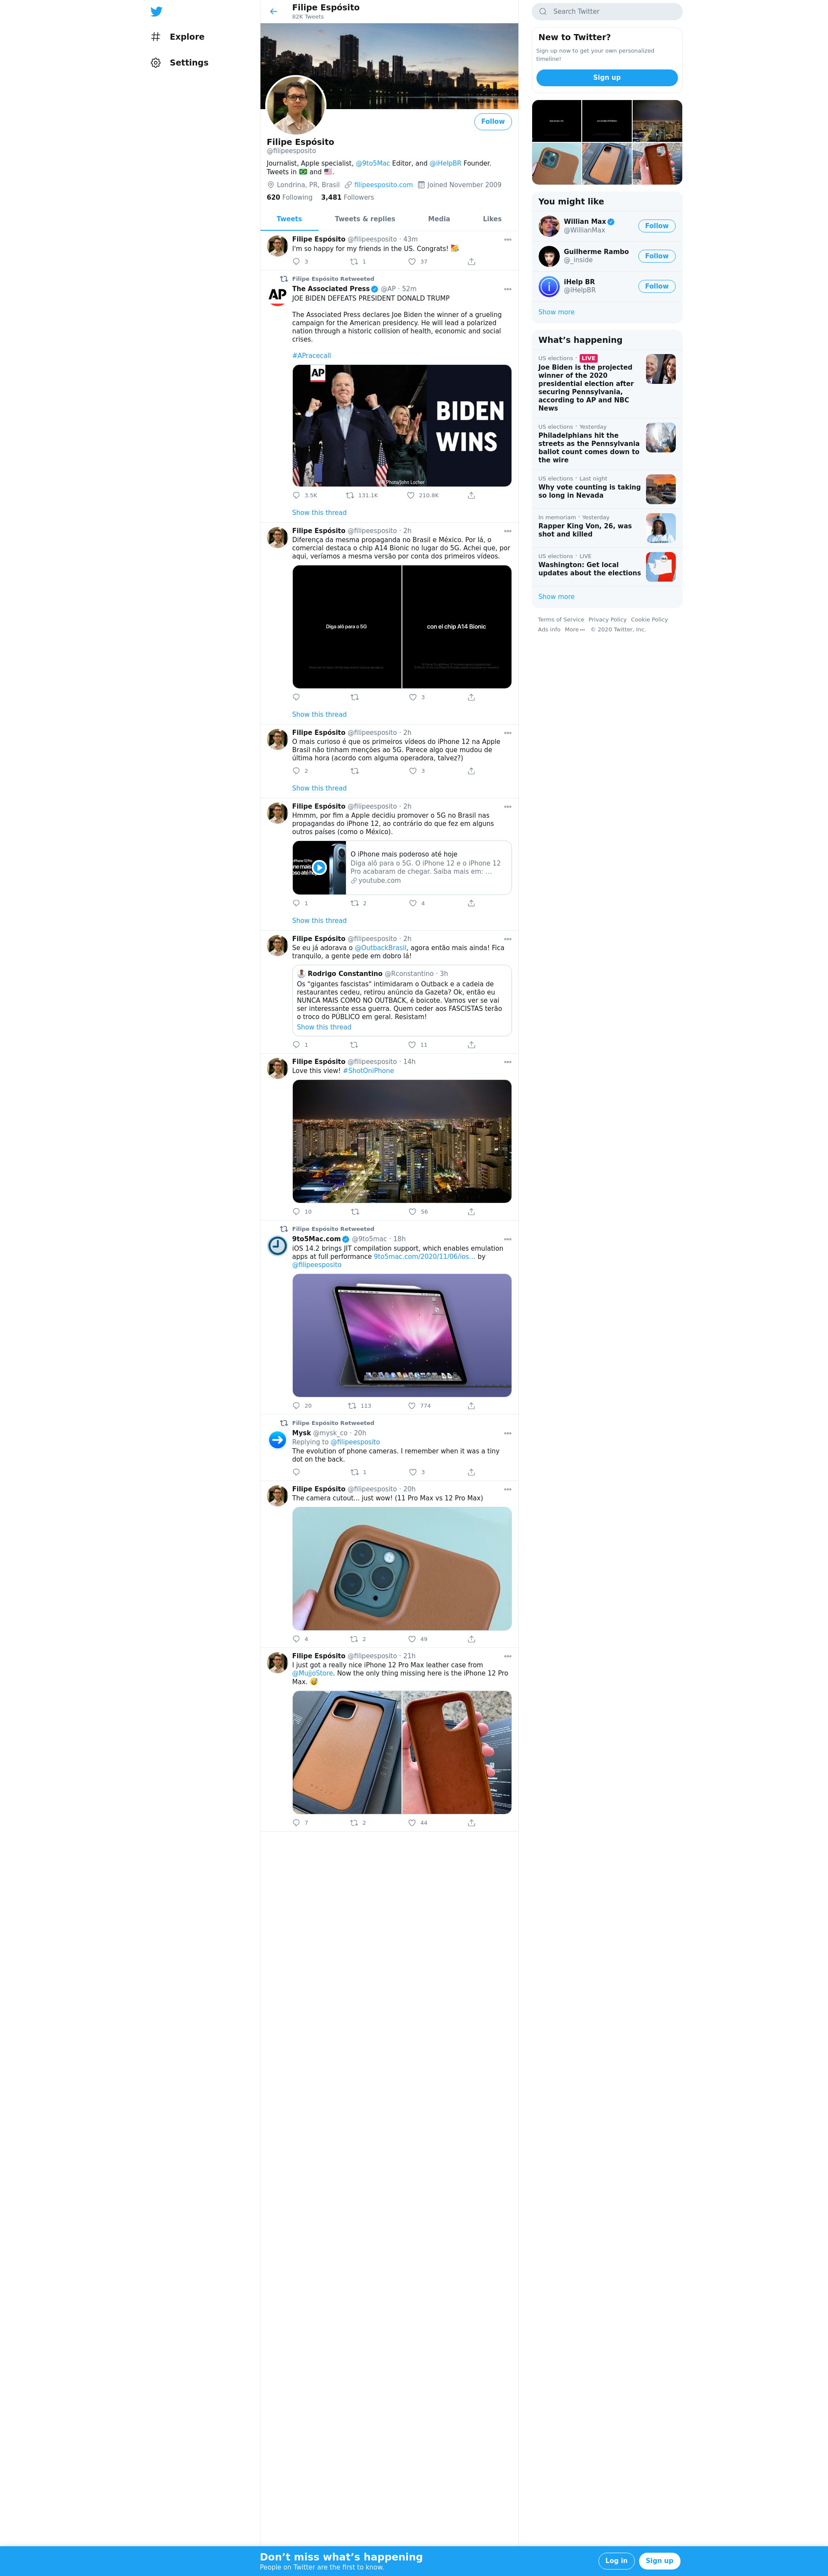 Filipe Espósito
82K Tweets
Explore
Settings
Follow
Filipe Espósito
@filipeesposito
Journalist, Apple specialist, @9to5Mac Editor, and @iHelpBR Founder.
Tweets in 🇧🇷 and 🇺🇸.
Londrina, PR, Brasil filipeesposito.com Joined November 2009
620 Following 3,481 Followers
Tweets Tweets & replies Media Likes
Filipe Espósito @filipeesposito · 43m
I'm so happy for my friends in the US. Congrats! 🥰
3 1 37
Filipe Espósito Retweeted
The Associated Press @AP · 52m
JOE BIDEN DEFEATS PRESIDENT DONALD TRUMP
The Associated Press declares Joe Biden the winner of a grueling
campaign for the American presidency. He will lead a polarized
nation through a historic collision of health, economic and social
crises.
#APracecall
AP
AP
BIDEN
WINS
Photo/John Locher
3.5K 131.1K 210.8K
Show this thread
Filipe Espósito @filipeesposito · 2h
Diferença da mesma propaganda no Brasil e México. Por lá, o
comercial destaca o chip A14 Bionic no lugar do 5G. Achei que, por
aqui, veríamos a mesma versão por conta dos primeiros vídeos.
Diga alô para o 5G
con el chip A14 Bionic
3
Show this thread
Filipe Espósito @filipeesposito · 2h
O mais curioso é que os primeiros vídeos do iPhone 12 na Apple
Brasil não tinham menções ao 5G. Parece algo que mudou de
última hora (acordo com alguma operadora, talvez?)
2 3
Show this thread
Filipe Espósito @filipeesposito · 2h
Hmmm, por fim a Apple decidiu promover o 5G no Brasil nas
propagandas do iPhone 12, ao contrário do que fez em alguns
outros países (como o México).
O iPhone mais poderoso até hoje
Diga alô para o 5G. O iPhone 12 e o iPhone 12
Pro acabaram de chegar. Saiba mais em: ...
youtube.com
1 2 4
Show this thread
Filipe Espósito @filipeesposito · 2h
Se eu já adorava o @OutbackBrasil, agora então mais ainda! Fica
tranquilo, a gente pede em dobro lá!
Rodrigo Constantino @Rconstantino · 3h
Os "gigantes fascistas" intimidaram o Outback e a cadeia de
restaurantes cedeu, retirou anúncio da Gazeta? Ok, então eu
NUNCA MAIS COMO NO OUTBACK, é boicote. Vamos ver se vai
ser interessante essa guerra. Quem ceder aos FASCISTAS terão
o troco do PÚBLICO em geral. Resistam!
Show this thread
1 11
Filipe Espósito @filipeesposito · 14h
Love this view! #ShotOniPhone
10 56
Filipe Espósito Retweeted
9to5Mac.com @9to5mac · 18h
iOS 14.2 brings JIT compilation support, which enables emulation
apps at full performance 9to5mac.com/2020/11/06/ios... by
@filipeesposito
20 113 774
Filipe Espósito Retweeted
Mysk @mysk_co · 20h
Replying to @filipeesposito
The evolution of phone cameras. I remember when it was a tiny
dot on the back.
1 3
Filipe Espósito @filipeesposito · 20h
The camera cutout... just wow! (11 Pro Max vs 12 Pro Max)
4 2 49
Filipe Espósito @filipeesposito · 21h
I just got a really nice iPhone 12 Pro Max leather case from
@MujjoStore. Now the only thing missing here is the iPhone 12 Pro
Max. 😅
7 2 44
Search Twitter
New to Twitter?
Sign up now to get your own personalized
timeline!
Sign up
You might like
Willian Max
@WillianMax
Follow
Guilherme Rambo
@_inside
Follow
iHelp BR
@iHelpBR
Follow
Show more
What's happening
US elections · LIVE
Joe Biden is the projected
winner of the 2020
presidential election after
securing Pennsylvania,
according to AP and NBC
News
US elections · Yesterday
Philadelphians hit the
streets as the Pennsylvania
ballot count comes down to
the wire
US elections · Last night
Why vote counting is taking
so long in Nevada
In memoriam · Yesterday
Rapper King Von, 26, was
shot and killed
US elections · LIVE
Washington: Get local
updates about the elections
Show more
Terms of Service Privacy Policy Cookie Policy
Ads info More © 2020 Twitter, Inc.
Don't miss what's happening
People on Twitter are the first to know.
Log in Sign up